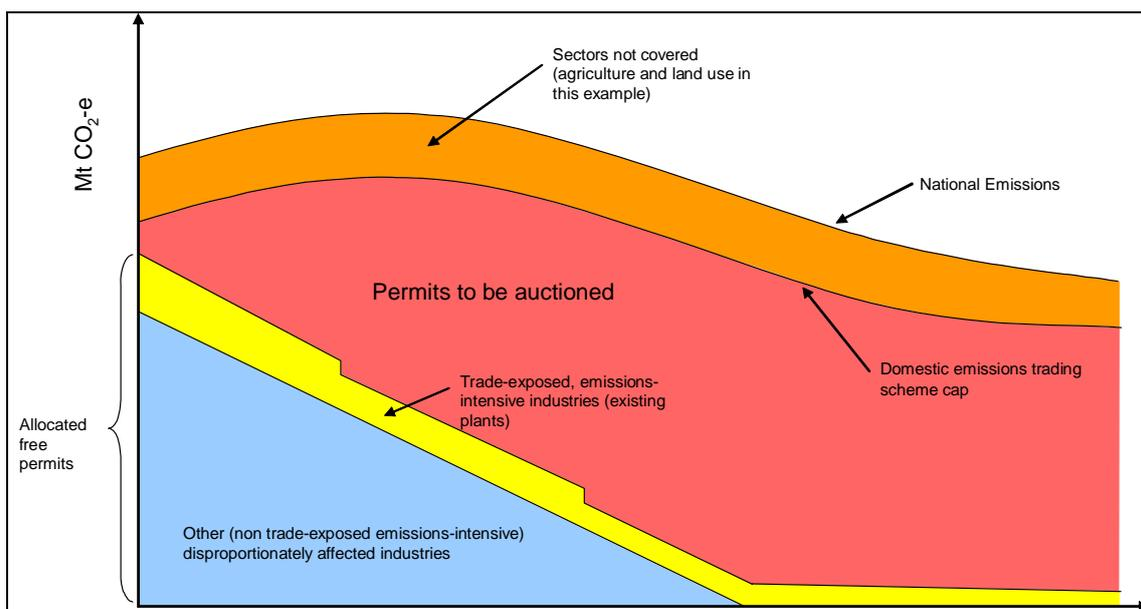 Sectors not covered
(agriculture and land use in
this example)
Mt CO₂-e
National Emissions
Permits to be auctioned
Domestic emissions trading
scheme cap
Trade-exposed, emissions-
intensive industries (existing
plants)
Allocated
free
permits
Other (non trade-exposed emissions-intensive)
disproportionately affected industries